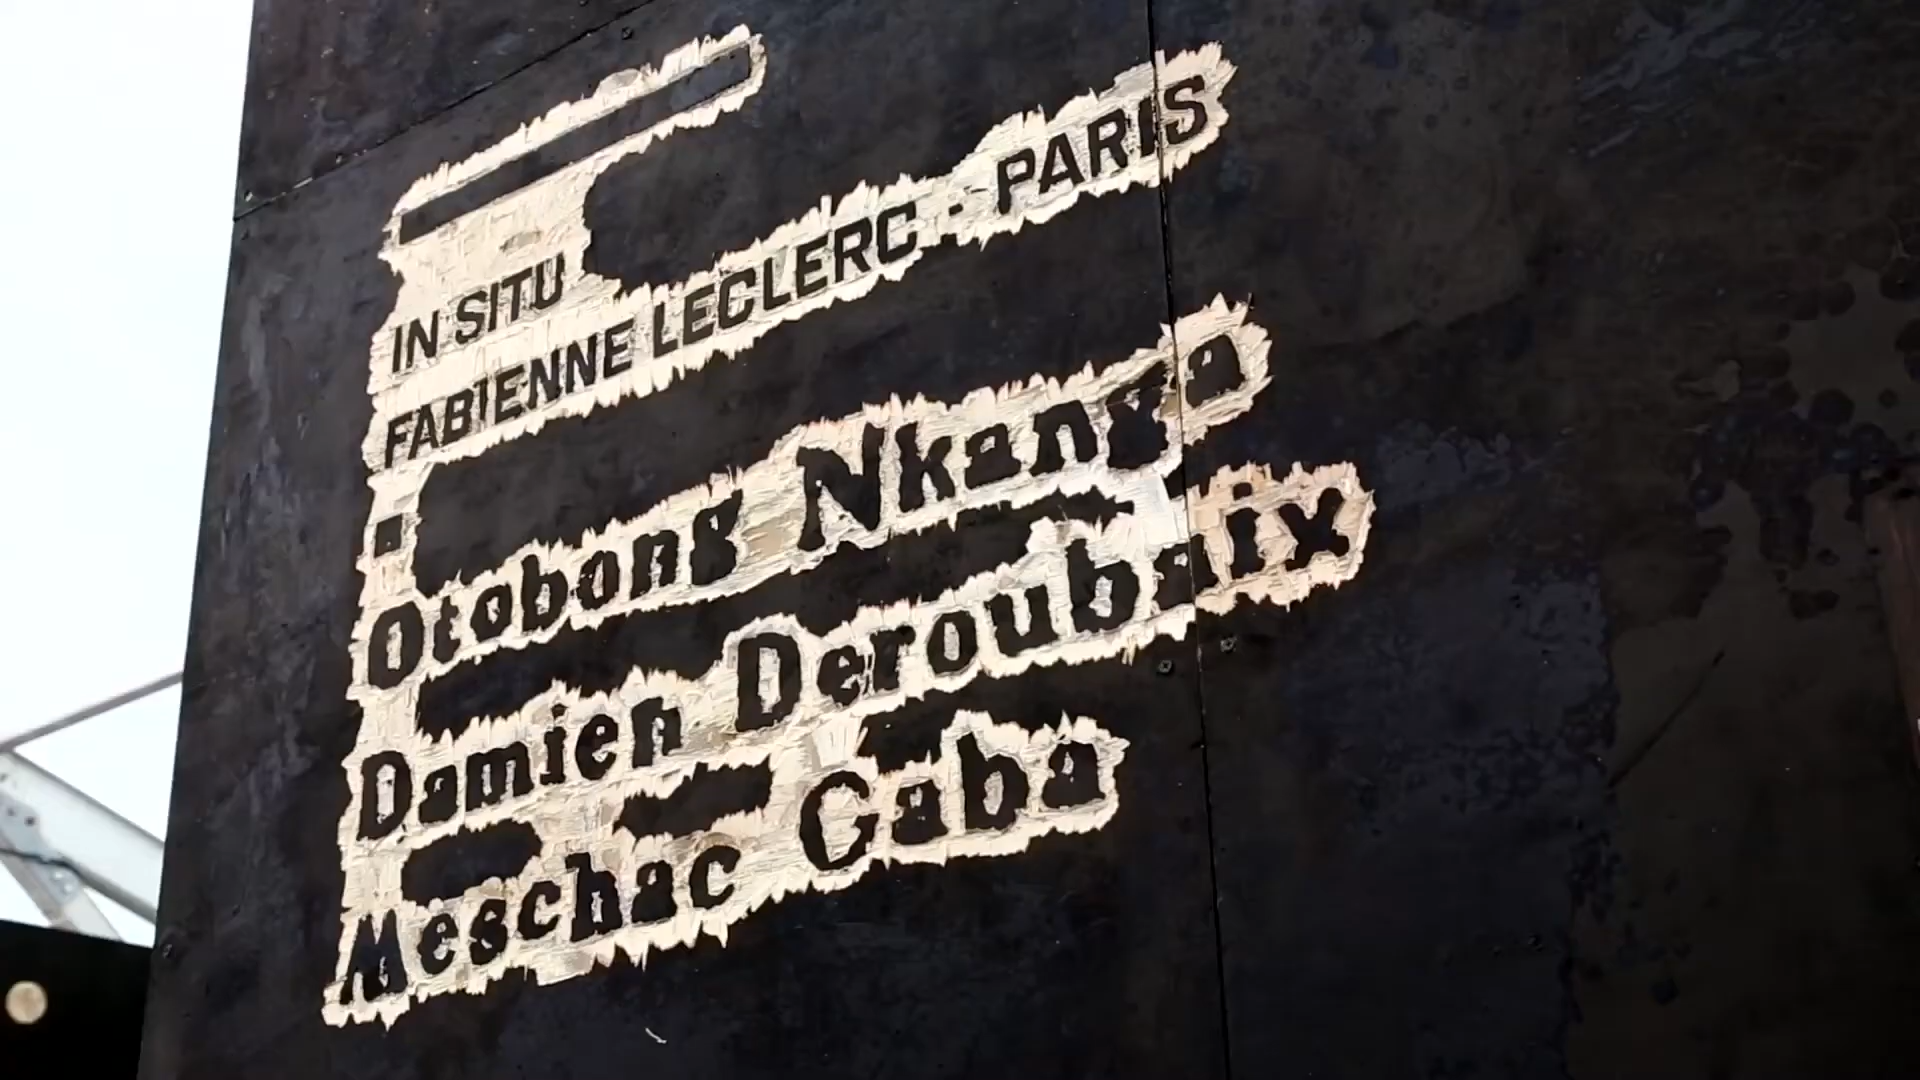 IN SITU
FABIENNE LECLERC - PARIS
Otobong Nkanga
Damien Deroubaix
Meschac Gaba